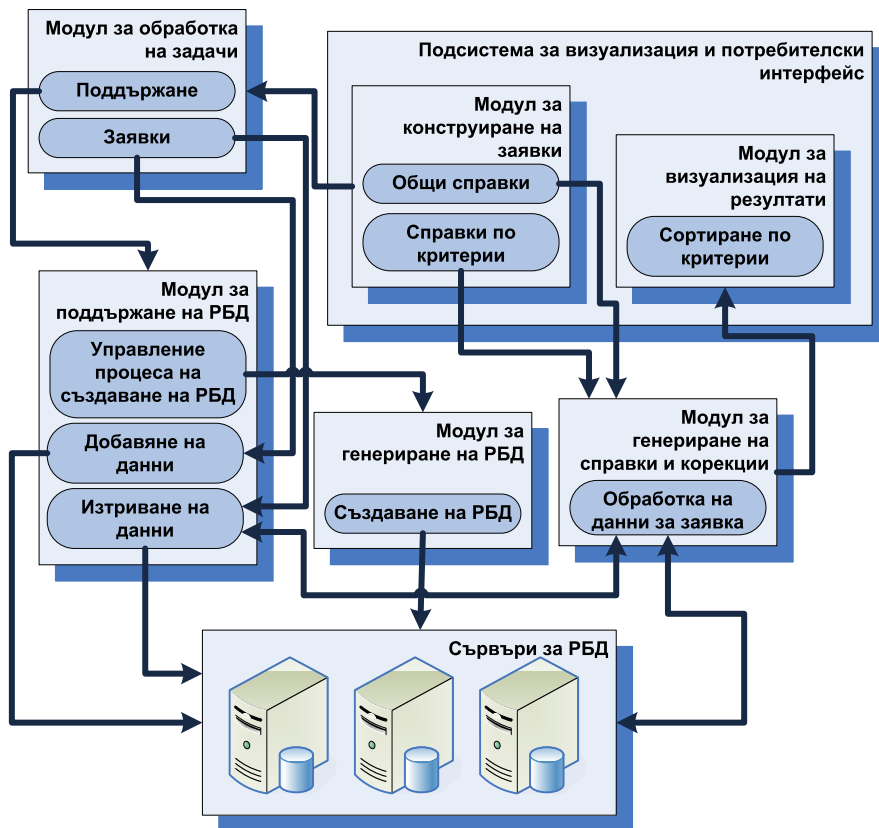 Модул за обработка
на задачи
Поддържане
Заявки
Подсистема за визуализация и потребителски
интерфейс
Модул за
конструиране на
заявки
Общи справки
Справки по
критерии
Модул за
визуализация на
резултати
Сортиране по
критерии
Модул за
поддържане на РБД
Управление
процеса на
създаване на РБД
Добавяне на
данни
Изтриване на
данни
Модул за
генериране на РБД
Създаване на РБД
Модул за
генериране на
справки и корекции
Обработка на
данни за заявка
Сървъри за РБД